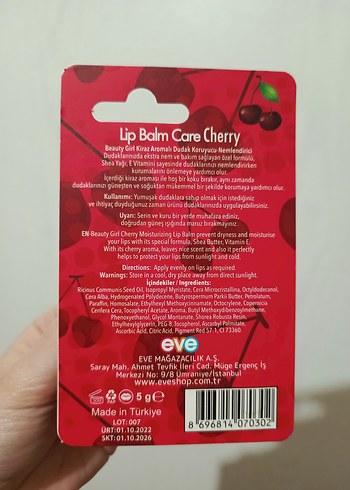 Lip Balm Care Cherry
Beauty Girl Kiraz Aromalı Dudak Koruyucu-Nemlendirici
Dudaklarınızda ekstra nem ve bakım sağlayan özel formülü,
Shea Yağı, E Vitamini sayesinde dudaklarınızı nemlendirirken
kurumalarını önlemeye yardımcı olur.
İçerdiği kiraz aroması ile hoş bir koku bırakır, aynı zamanda
dudaklarınızı güneşten ve soğuktan mükemmel bir şekilde korumaya yardımcı olur.
Kullanımı: Yumuşak dudaklara sahip olmak için istediğiniz
ve ihtiyaç duyduğunuz zaman ürünü dudaklarınızda uygulayabilirsiniz.
Uyarı: Serin ve kuru bir yerde muhafaza ediniz,
doğrudan güneş ışığına maruz bırakmayınız.
EN-Beauty Girl Cherry Moisturizing Lip Balm prevent dryness and moisturise
your lips with its special formula, Shea Butter, Vitamin E.
With its cherry aroma, leaves nice scent and also it perfectly
helps to protect your lips from sunlight and cold.
Directions: Apply evenly on lips as required.
Warnings: Store in a cool, dry place away from direct sunlight.
İçindekiler / Ingredients:
Ricinus Communis Seed Oil, Isopropyl Myristate, Cera Microcristallina, Octyldodecanol,
Cera Alba, Hydrogenated Polydecene, Butyrospermum Parkii Butter, Petrolatum,
Paraffin, Homosalate, Ethylhexyl Methoxycinnamate, Octocrylene, Copernicia
Cerifera Cera, Tocopheryl Acetate, Aroma, Butyl Methoxydibenzoylmethane,
Phenoxyethanol, Glycol Montanate, Shorea Robusta Resin,
Ethylhexylglycerin, PEG 8, Tocopherol, Ascorbyl Palmitate,
Ascorbic Acid, Citric Acid, Pigment Red 57:1, CI 73360
eve
EVE MAĞAZACILIK A.Ş.
Saray Mah. Ahmet Tevfik İleri Cad. Müge Ergenç İş
Merkezi No: 9/8 Ümraniye/İstanbul
www.eveshop.com.tr
5 g e
Made in Türkiye
LOT: 007
ÜRT:01.10.2022
SKT:01.10.2026
8 696814 070302